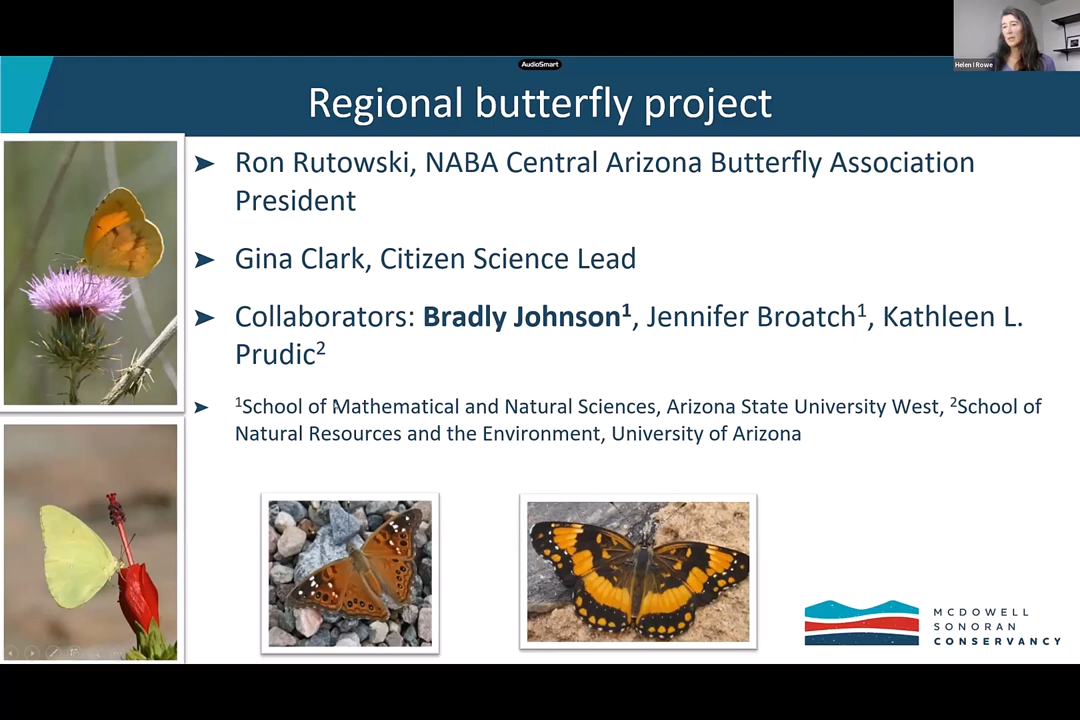 Helen I Rowe
AudioSmart
Regional butterfly project
➤ Ron Rutowski, NABA Central Arizona Butterfly Association
President
➤ Gina Clark, Citizen Science Lead
➤ Collaborators: Bradly Johnson¹, Jennifer Broatch¹, Kathleen L.
Prudic²
➤ ¹School of Mathematical and Natural Sciences, Arizona State University West, ²School of
Natural Resources and the Environment, University of Arizona
MCDOWELL
SONORAN
CONSERVANCY